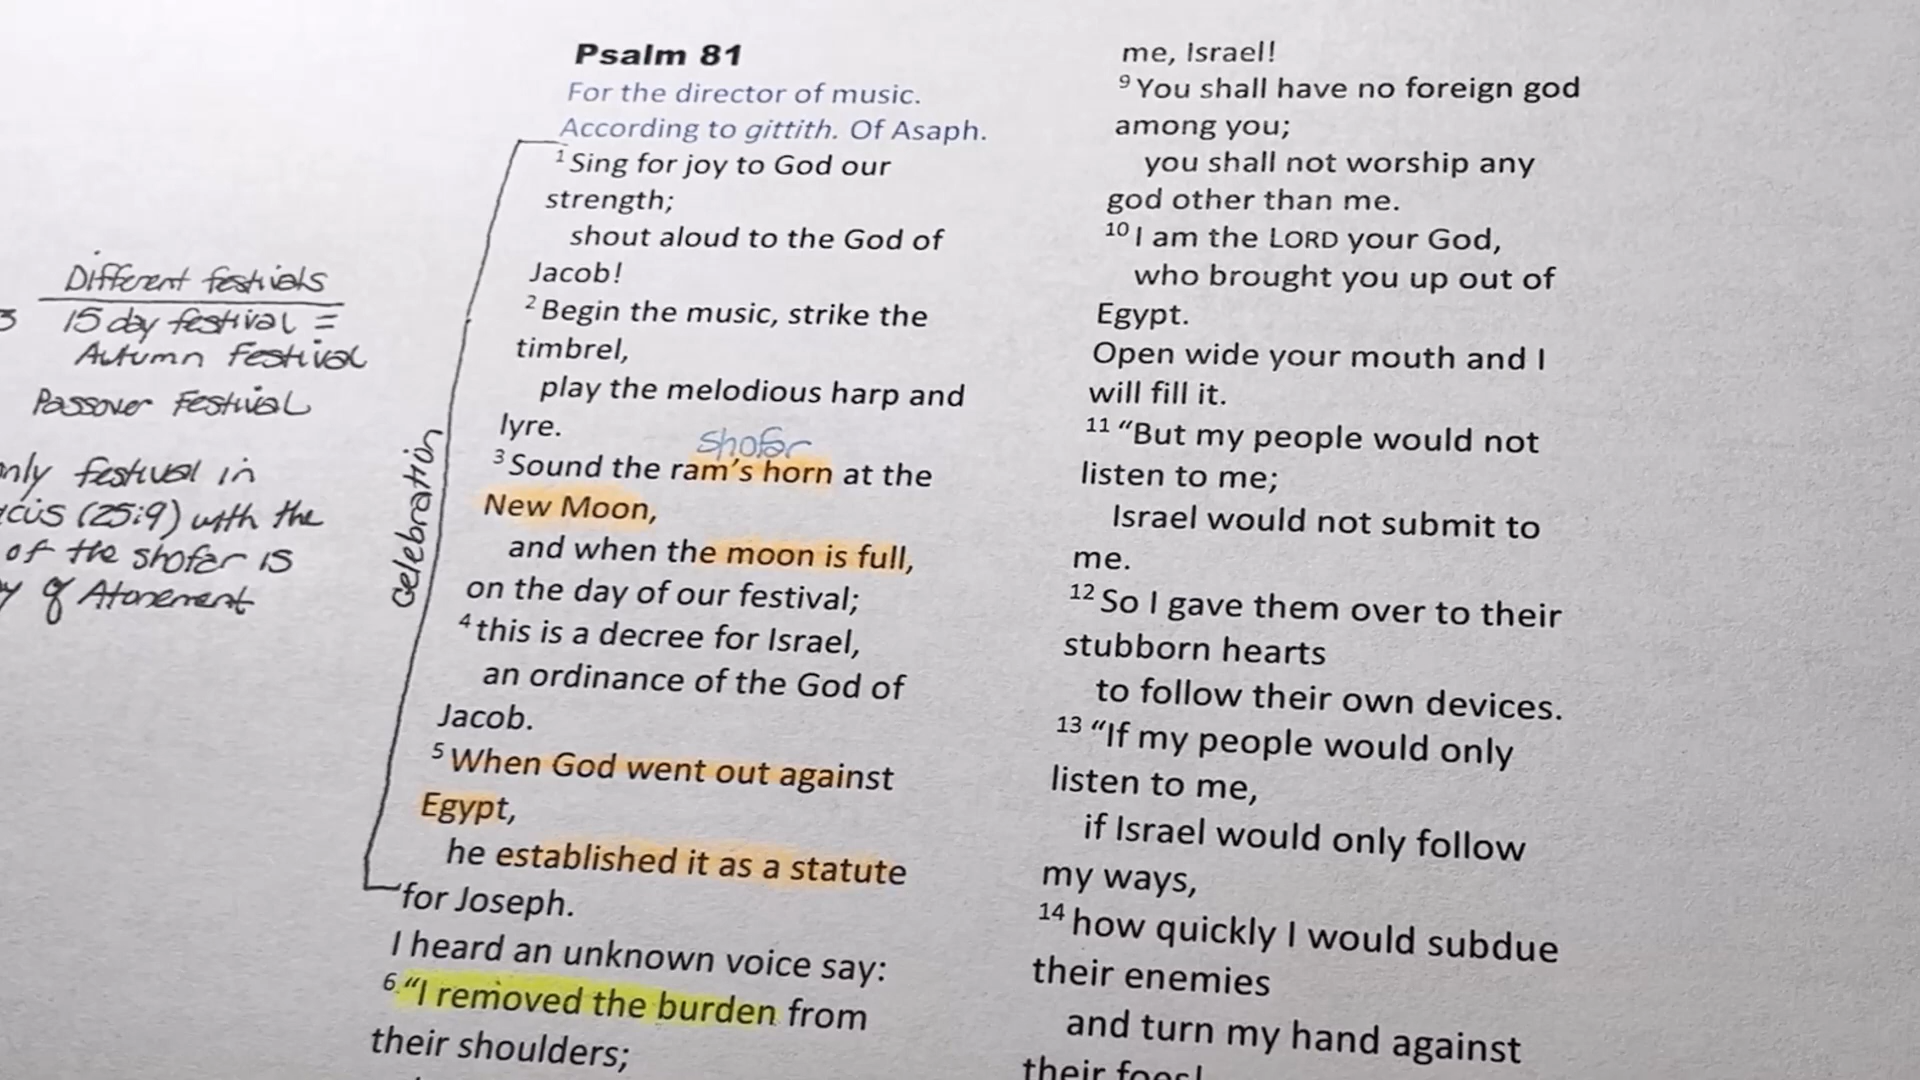 Different festivals
3 15 day festival =
Autumn Festival
Passover Festival
festival in
(25:9) with the
of the shofar is
of Atonement
celebration
Psalm 81
For the director of music.
According to gittith. Of Asaph.
1 Sing for joy to God our
strength;
shout aloud to the God of
Jacob!
2 Begin the music, strike the
timbrel,
play the melodious harp and
lyre.
shofar
3 Sound the ram's horn at the
New Moon,
and when the moon is full,
on the day of our festival;
4 this is a decree for Israel,
an ordinance of the God of
Jacob.
5 When God went out against
Egypt,
he established it as a statute
for Joseph.
I heard an unknown voice say:
6 “I removed the burden from
their shoulders;
me, Israel!
9 You shall have no foreign god
among you;
you shall not worship any
god other than me.
10 I am the LORD your God,
who brought you up out of
Egypt.
Open wide your mouth and I
will fill it.
11 “But my people would not
listen to me;
Israel would not submit to
me.
12 So I gave them over to their
stubborn hearts
to follow their own devices.
13 “If my people would only
listen to me,
if Israel would only follow
my ways,
14 how quickly I would subdue
their enemies
and turn my hand against
their foes!